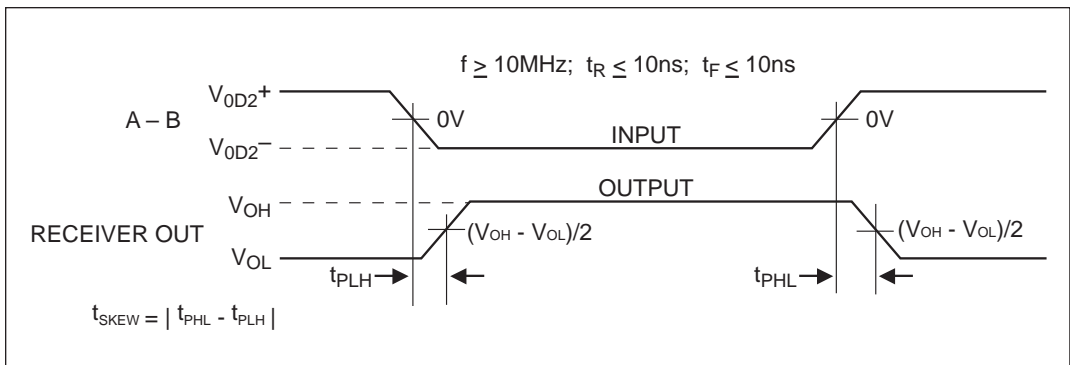 f ≥ 10MHz; tR ≤ 10ns; tF ≤ 10ns
V0D2+
A – B
0V
0V
V0D2–
INPUT
VOH
OUTPUT
RECEIVER OUT
(VOH - VOL)/2
(VOH - VOL)/2
VOL
tPLH
tPHL
tSKEW = | tPHL - tPLH |